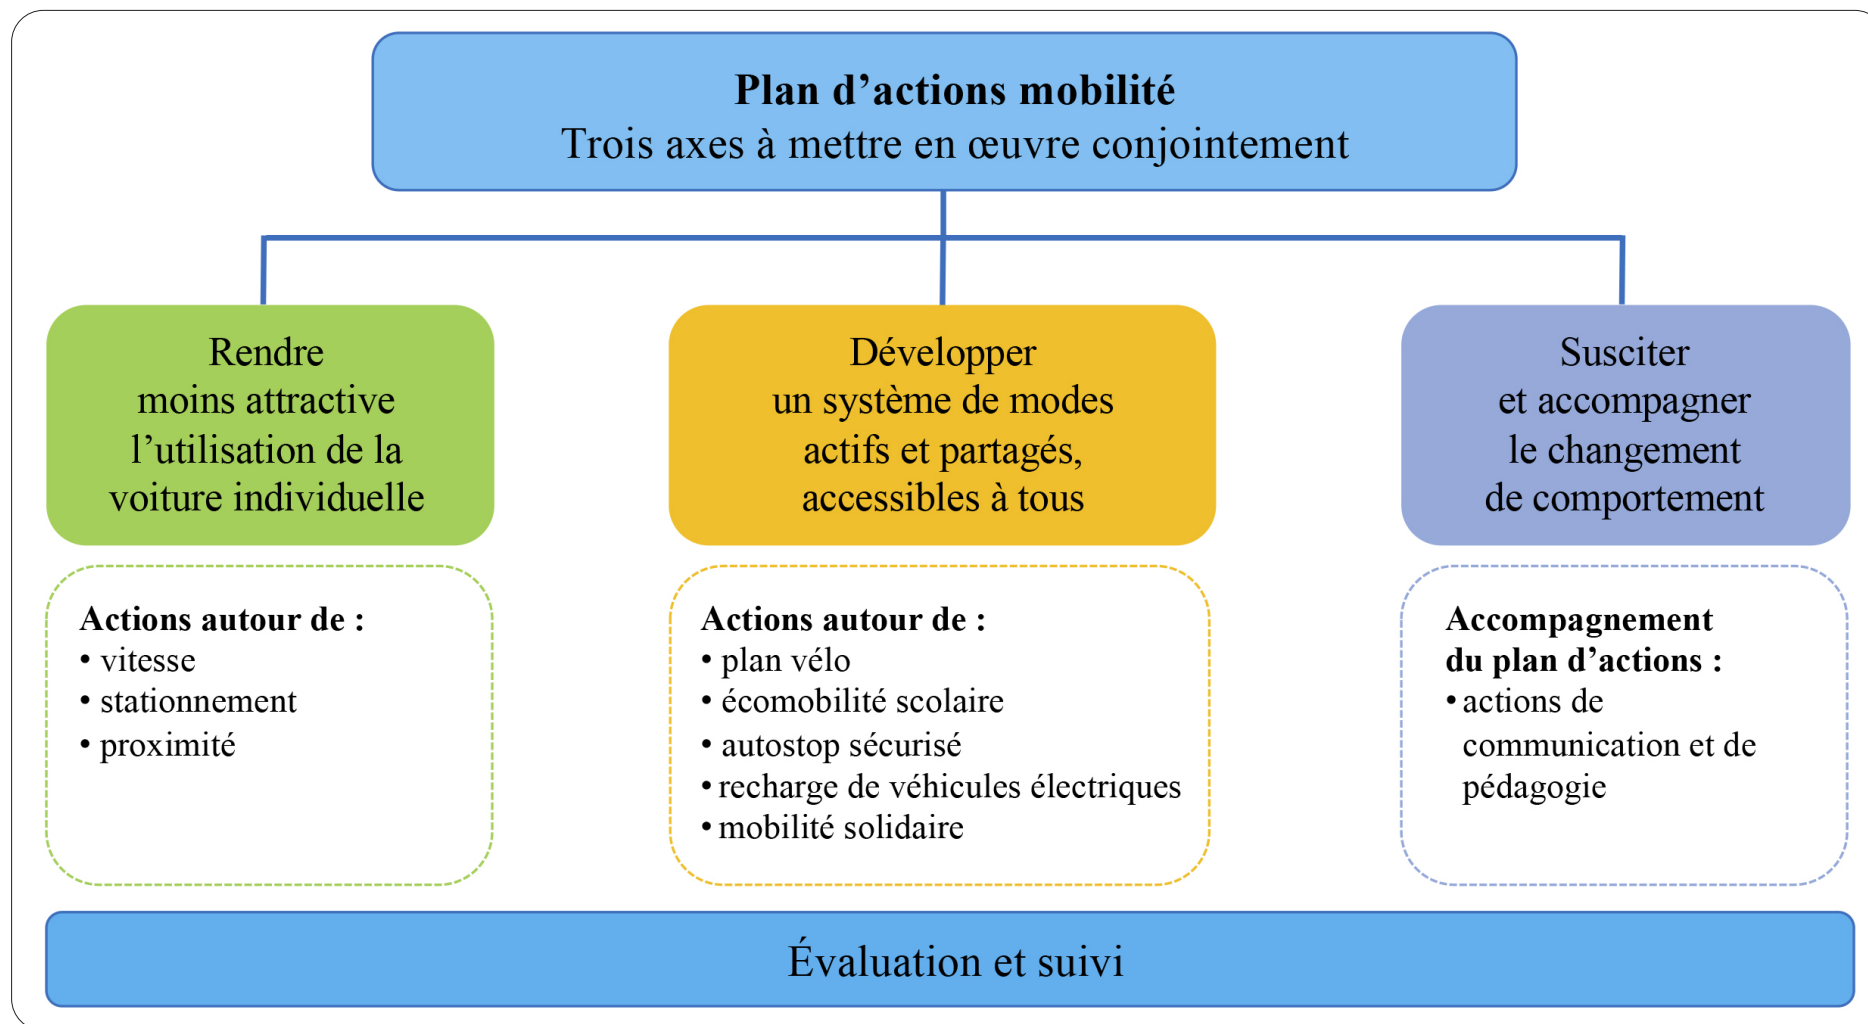 Plan d’actions mobilité
Trois axes à mettre en œuvre conjointement
Rendre
moins attractive
l’utilisation de la
voiture individuelle
Développer
un système de modes
actifs et partagés,
accessibles à tous
Susciter
et accompagner
le changement
de comportement
Actions autour de :
• vitesse
• stationnement
• proximité
Actions autour de :
• plan vélo
• écomobilité scolaire
• autostop sécurisé
• recharge de véhicules électriques
• mobilité solidaire
Accompagnement
du plan d’actions :
• actions de
communication et de
pédagogie
Évaluation et suivi